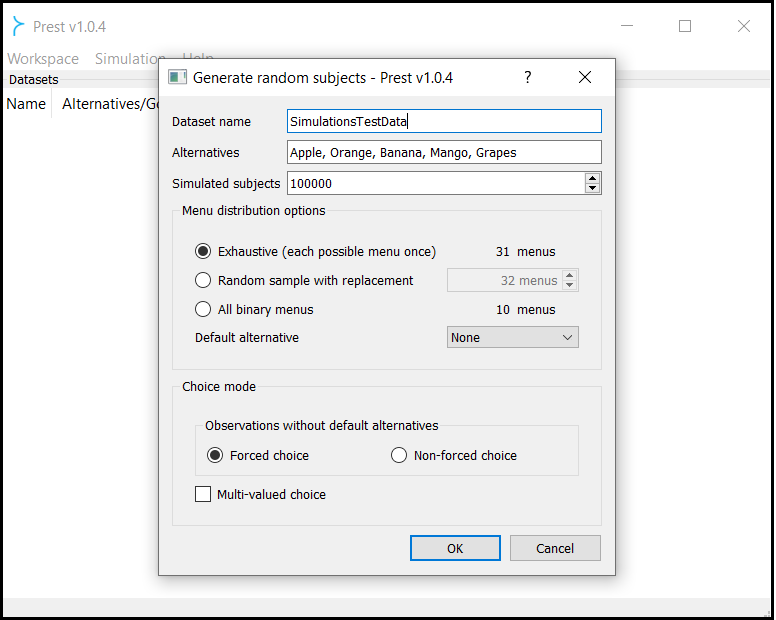 Prest v1.0.4
Workspace Simulation Help
Datasets
Name Alternatives/Go
Generate random subjects - Prest v1.0.4 ?
Dataset name SimulationsTestData
Alternatives Apple, Orange, Banana, Mango, Grapes
Simulated subjects 100000
Menu distribution options
Exhaustive (each possible menu once) 31 menus
Random sample with replacement 32 menus
All binary menus 10 menus
Default alternative None
Choice mode
Observations without default alternatives
Forced choice Non-forced choice
Multi-valued choice
OK Cancel